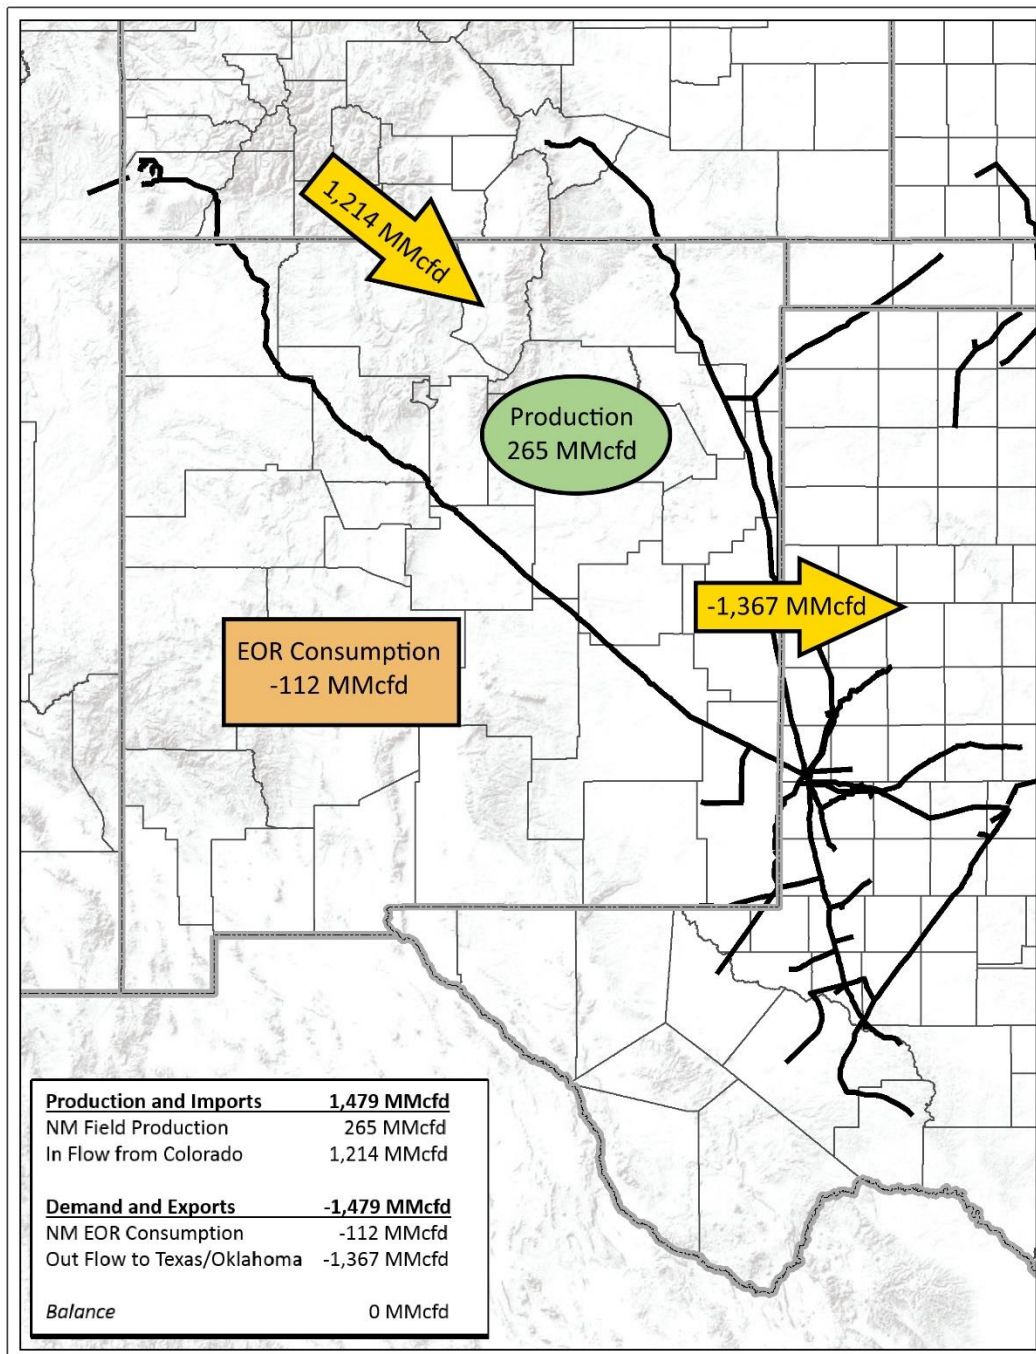 1,214 MMcfd
Production
265 MMcfd
-1,367 MMcfd
EOR Consumption
-112 MMcfd
Production and Imports 1,479 MMcfd
NM Field Production 265 MMcfd
In Flow from Colorado 1,214 MMcfd
Demand and Exports -1,479 MMcfd
NM EOR Consumption -112 MMcfd
Out Flow to Texas/Oklahoma -1,367 MMcfd
Balance 0 MMcfd